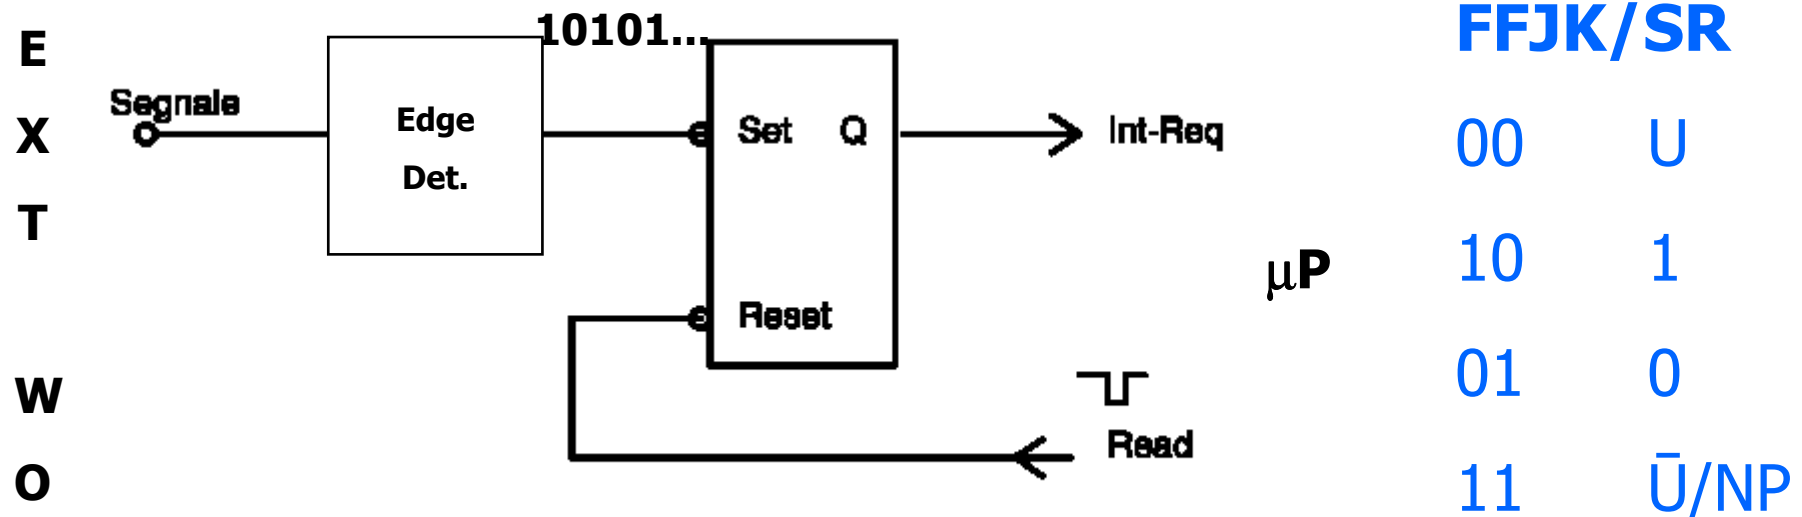 E
X
T
W
O
Segnale
Edge
Det.
10101...
Set Q
Reset
Int-Req
Read
μP
FFJK/SR
00 U
10 1
01 0
11 Ū/NP